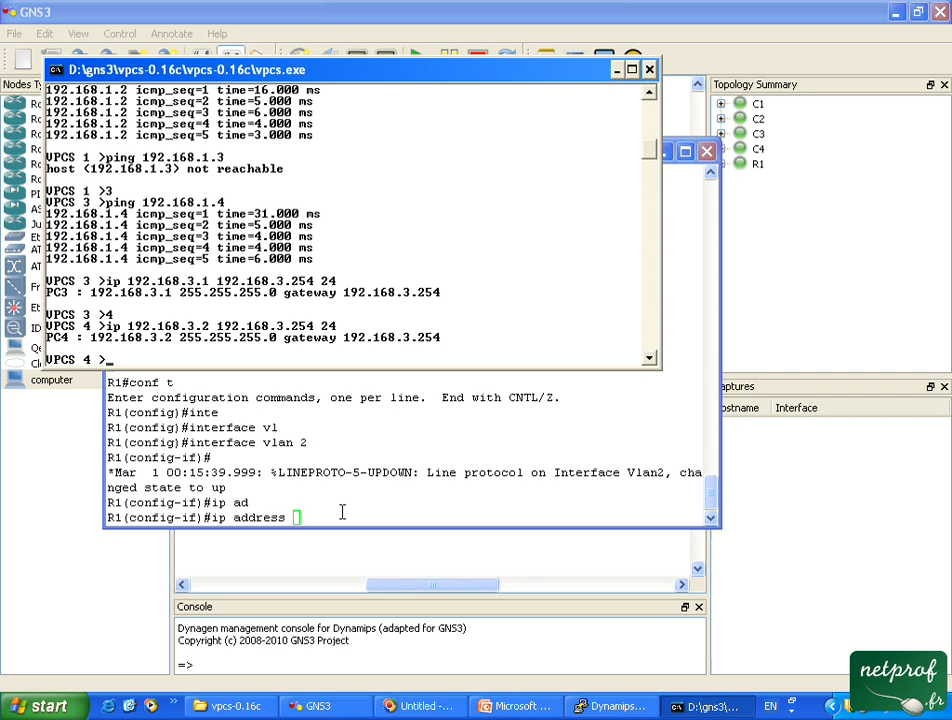 GNS3
File Edit View Control Annotate Help
Nodes Ty
Topology Summary
D:\gns3\vpcs-0.16c\vpcs-0.16c\vpcs.exe
192.168.1.2 icmp_seq=1 time=16.000 ms
192.168.1.2 icmp_seq=2 time=5.000 ms
192.168.1.2 icmp_seq=3 time=6.000 ms
192.168.1.2 icmp_seq=4 time=4.000 ms
192.168.1.2 icmp_seq=5 time=3.000 ms
VPCS 1 >ping 192.168.1.3
host (192.168.1.3) not reachable
VPCS 1 >3
VPCS 3 >ping 192.168.1.4
192.168.1.4 icmp_seq=1 time=31.000 ms
192.168.1.4 icmp_seq=2 time=5.000 ms
192.168.1.4 icmp_seq=3 time=4.000 ms
192.168.1.4 icmp_seq=4 time=4.000 ms
192.168.1.4 icmp_seq=5 time=6.000 ms
VPCS 3 >ip 192.168.3.1 192.168.3.254 24
PC3 : 192.168.3.1 255.255.255.0 gateway 192.168.3.254
VPCS 3 >4
VPCS 4 >ip 192.168.3.2 192.168.3.254 24
PC4 : 192.168.3.2 255.255.255.0 gateway 192.168.3.254
VPCS 4 >_
C1
C2
C3
C4
R1
computer
R1#conf t
Enter configuration commands, one per line. End with CNTL/Z.
R1(config)#inte
R1(config)#interface vl
R1(config)#interface vlan 2
R1(config-if)#
*Mar 1 00:15:39.999: %LINEPROTO-5-UPDOWN: Line protocol on Interface Vlan2, cha
nged state to up
R1(config-if)#ip ad
R1(config-if)#ip address
aptures
ostname Interface
Console
Dynagen management console for Dynamips (adapted for GNS3)
Copyright (c) 2008-2010 GNS3 Project
=>
netprof
.fr
start
vpcs-0.16c
GNS3
Untitled -...
Microsoft ...
Dynamips...
D:\gns3\...
EN